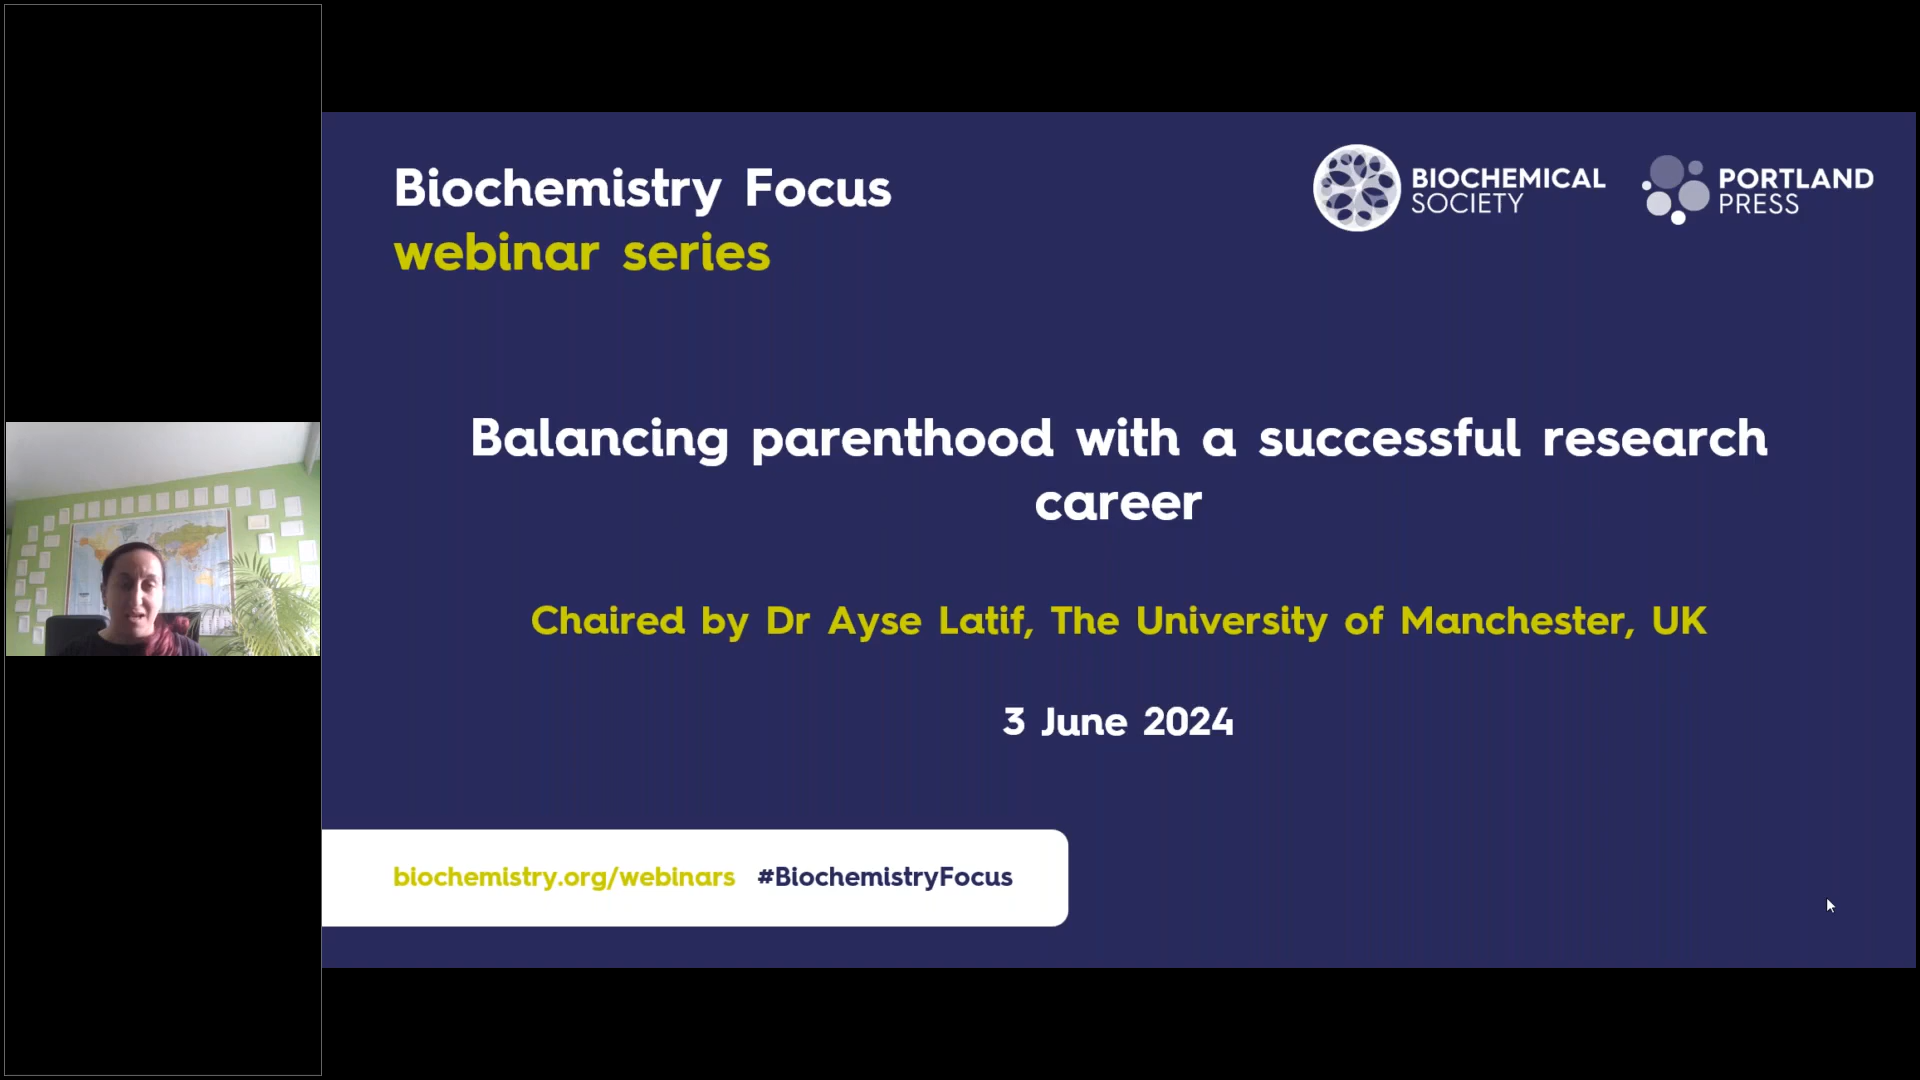 Biochemistry Focus
webinar series
BIOCHEMICAL
SOCIETY
PORTLAND
PRESS
Balancing parenthood with a successful research
career
Chaired by Dr Ayse Latif, The University of Manchester, UK
3 June 2024
biochemistry.org/webinars #BiochemistryFocus